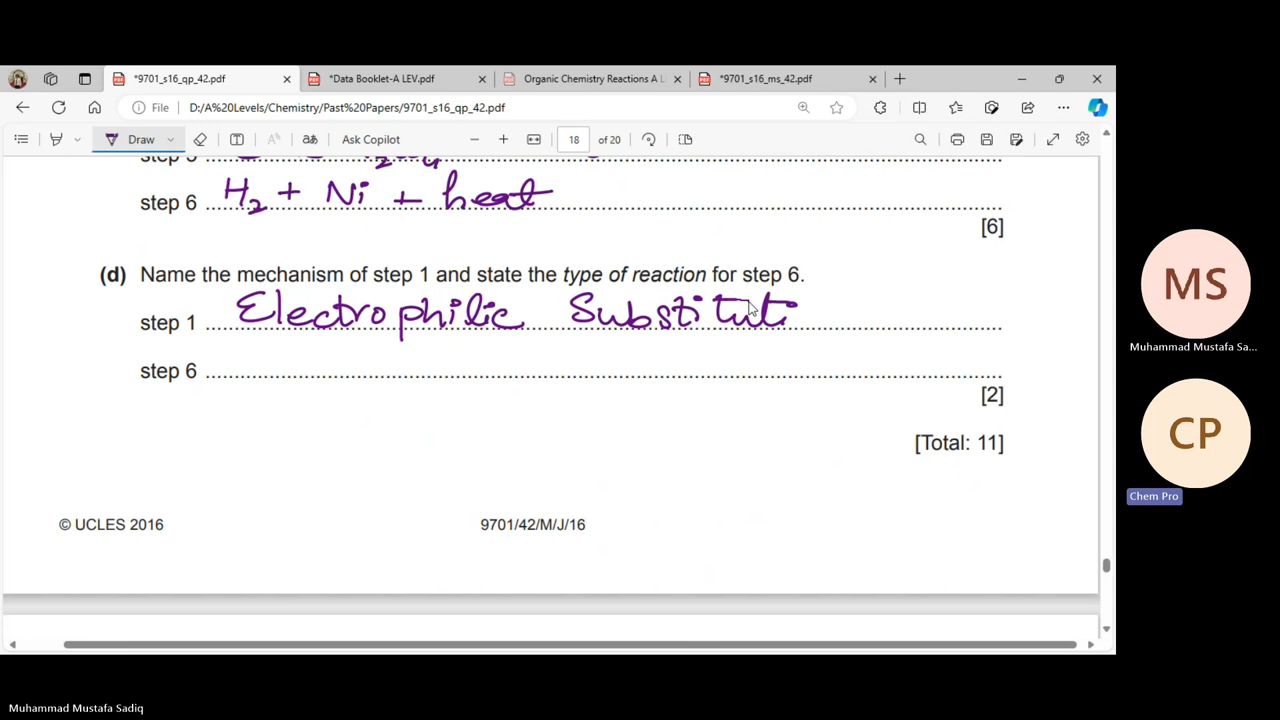 *9701_s16_qp_42.pdf
*Data Booklet-A LEV.pdf
Organic Chemistry Reactions A L
*9701_s16_ms_42.pdf
File
D:/A%20Levels/Chemistry/Past%20Papers/9701_s16_qp_42.pdf
Draw
Ask Copilot
18 of 20
step 6 H2 + Ni + heat
[6]
(d) Name the mechanism of step 1 and state the type of reaction for step 6.
step 1 Electrophilic Substituti
step 6
[2]
[Total: 11]
© UCLES 2016
9701/42/M/J/16
MS
Muhammad Mustafa Sa...
CP
Chem Pro
Muhammad Mustafa Sadiq